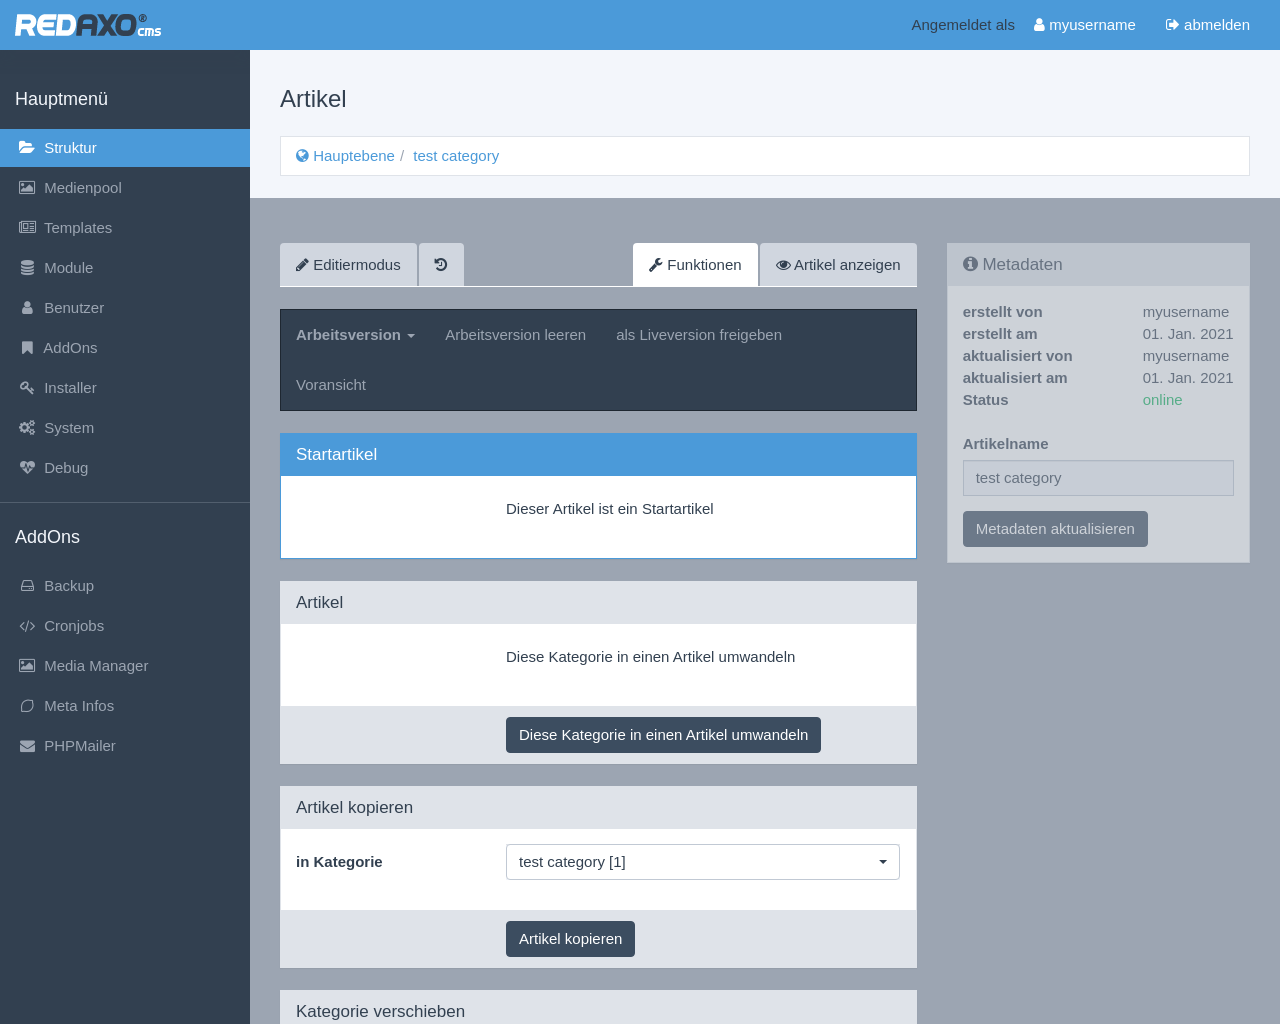 REDAXO® cms
Angemeldet als myusername abmelden
Hauptmenü
Struktur
Medienpool
Templates
Module
Benutzer
AddOns
Installer
System
Debug
AddOns
Backup
Cronjobs
Media Manager
Meta Infos
PHPMailer
Artikel
Hauptebene / test category
Editiermodus
Funktionen
Artikel anzeigen
Arbeitsversion
Arbeitsversion leeren
als Liveversion freigeben
Voransicht
Startartikel
Dieser Artikel ist ein Startartikel
Artikel
Diese Kategorie in einen Artikel umwandeln
Diese Kategorie in einen Artikel umwandeln
Artikel kopieren
in Kategorie test category [1]
Artikel kopieren
Kategorie verschieben
Metadaten
erstellt von myusername
erstellt am 01. Jan. 2021
aktualisiert von myusername
aktualisiert am 01. Jan. 2021
Status online
Artikelname
test category
Metadaten aktualisieren